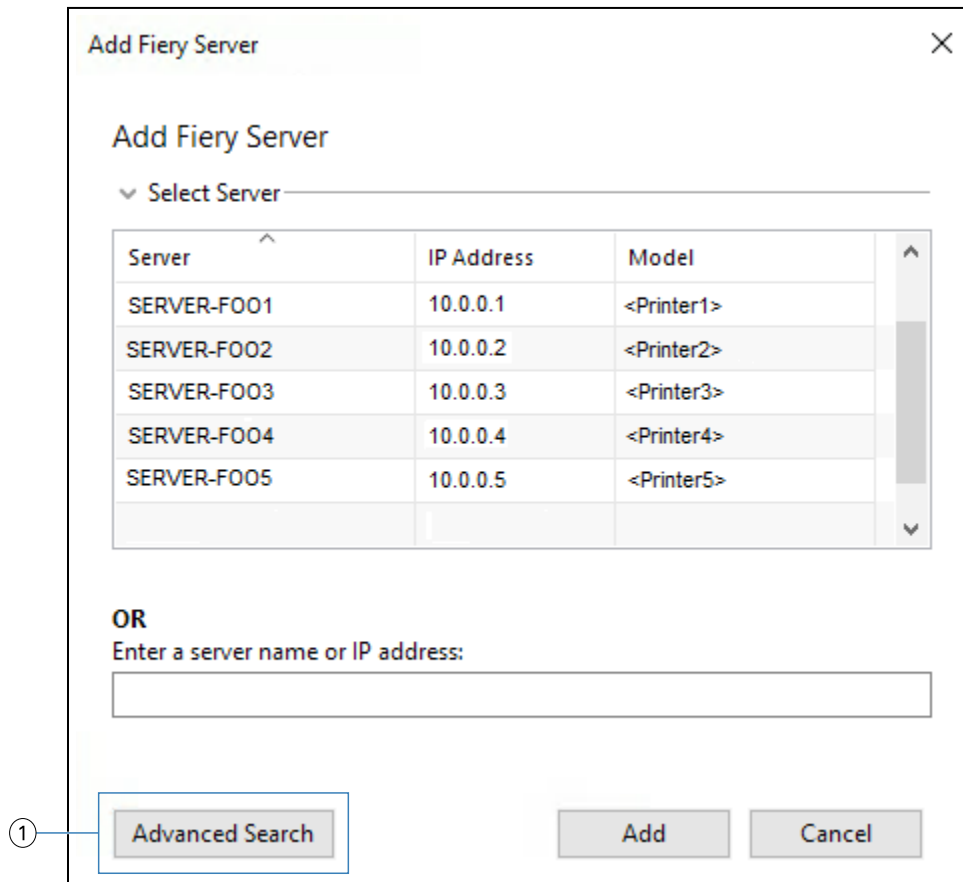 Add Fiery Server
Add Fiery Server
Select Server
Server IP Address Model
SERVER-FOO1 10.0.0.1 <Printer1>
SERVER-FOO2 10.0.0.2 <Printer2>
SERVER-FOO3 10.0.0.3 <Printer3>
SERVER-FOO4 10.0.0.4 <Printer4>
SERVER-FOO5 10.0.0.5 <Printer5>
OR
Enter a server name or IP address:
1 Advanced Search Add Cancel